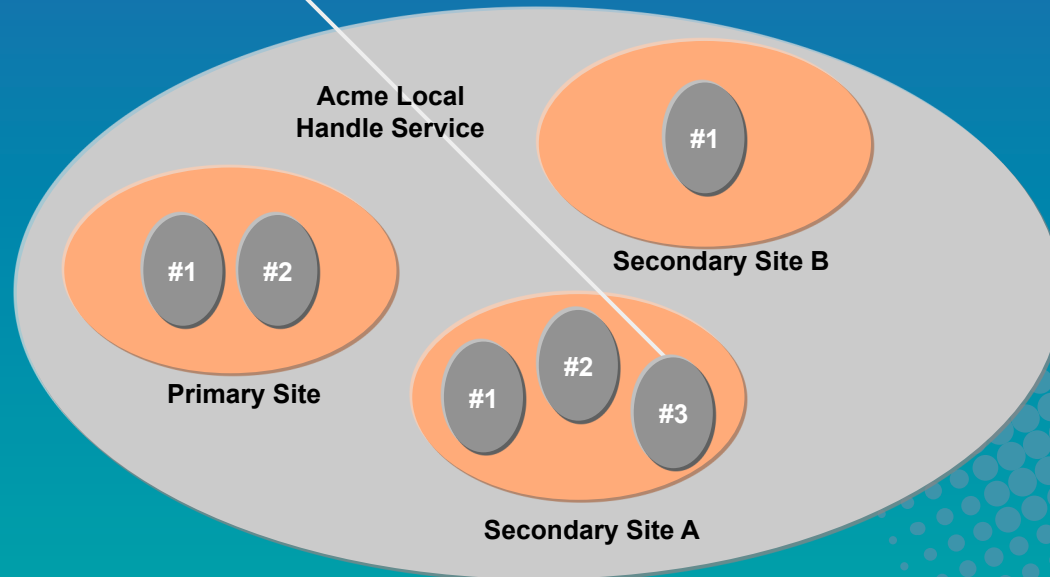 Acme Local
Handle Service
#1
Secondary Site B
#1
#2
Primary Site
#1
#2
#3
Secondary Site A